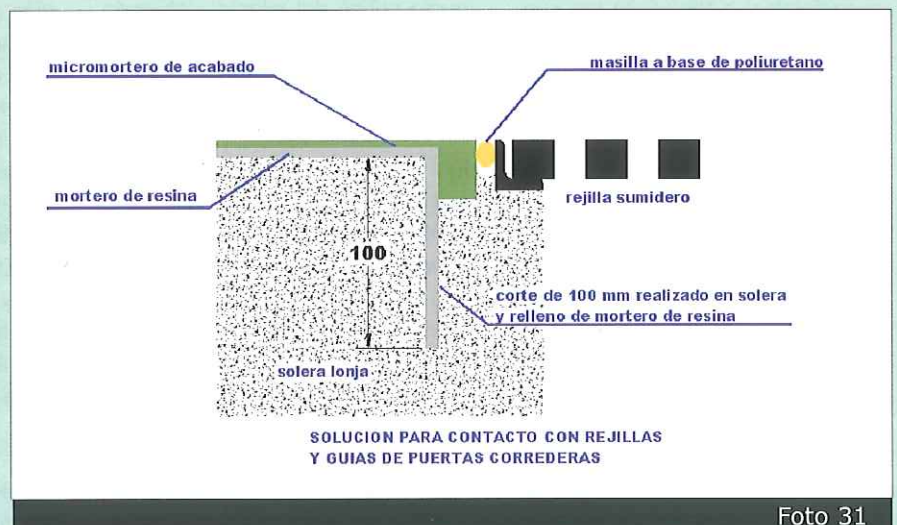 micromortero de acabado
masilla a base de poliuretano
mortero de resina
rejilla sumidero
100
corte de 100 mm realizado en solera
y relleno de mortero de resina
solera lonja
SOLUCION PARA CONTACTO CON REJILLAS
Y GUIAS DE PUERTAS CORREDERAS
Foto 31